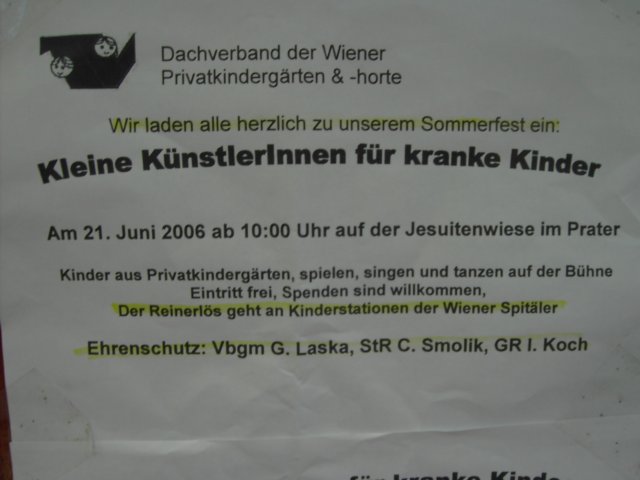 Dachverband der Wiener
Privatkindergärten & -horte
Wir laden alle herzlich zu unserem Sommerfest ein:
Kleine KünstlerInnen für kranke Kinder
Am 21. Juni 2006 ab 10:00 Uhr auf der Jesuitenwiese im Prater
Kinder aus Privatkindergärten, spielen, singen und tanzen auf der Bühne
Eintritt frei, Spenden sind willkommen,
Der Reinerlös geht an Kinderstationen der Wiener Spitäler
Ehrenschutz: Vbgm G. Laska, StR C. Smolik, GR I. Koch
für kranke Kinde